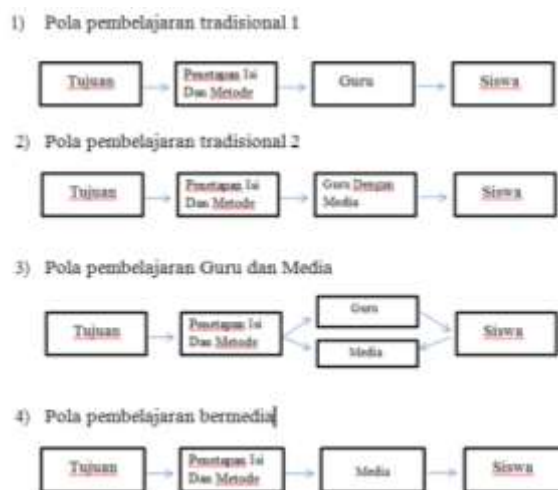 1) Pola pembelajaran tradisional 1
Tujuan
Penetapan Isi
Dan Metode
Guru
Siswa
2) Pola pembelajaran tradisional 2
Tujuan
Penetapan Isi
Dan Metode
Guru Dengan
Media
Siswa
3) Pola pembelajaran Guru dan Media
Tujuan
Penetapan Isi
Dan Metode
Guru
Media
Siswa
4) Pola pembelajaran bermedia
Tujuan
Penetapan Isi
Dan Metode
Media
Siswa